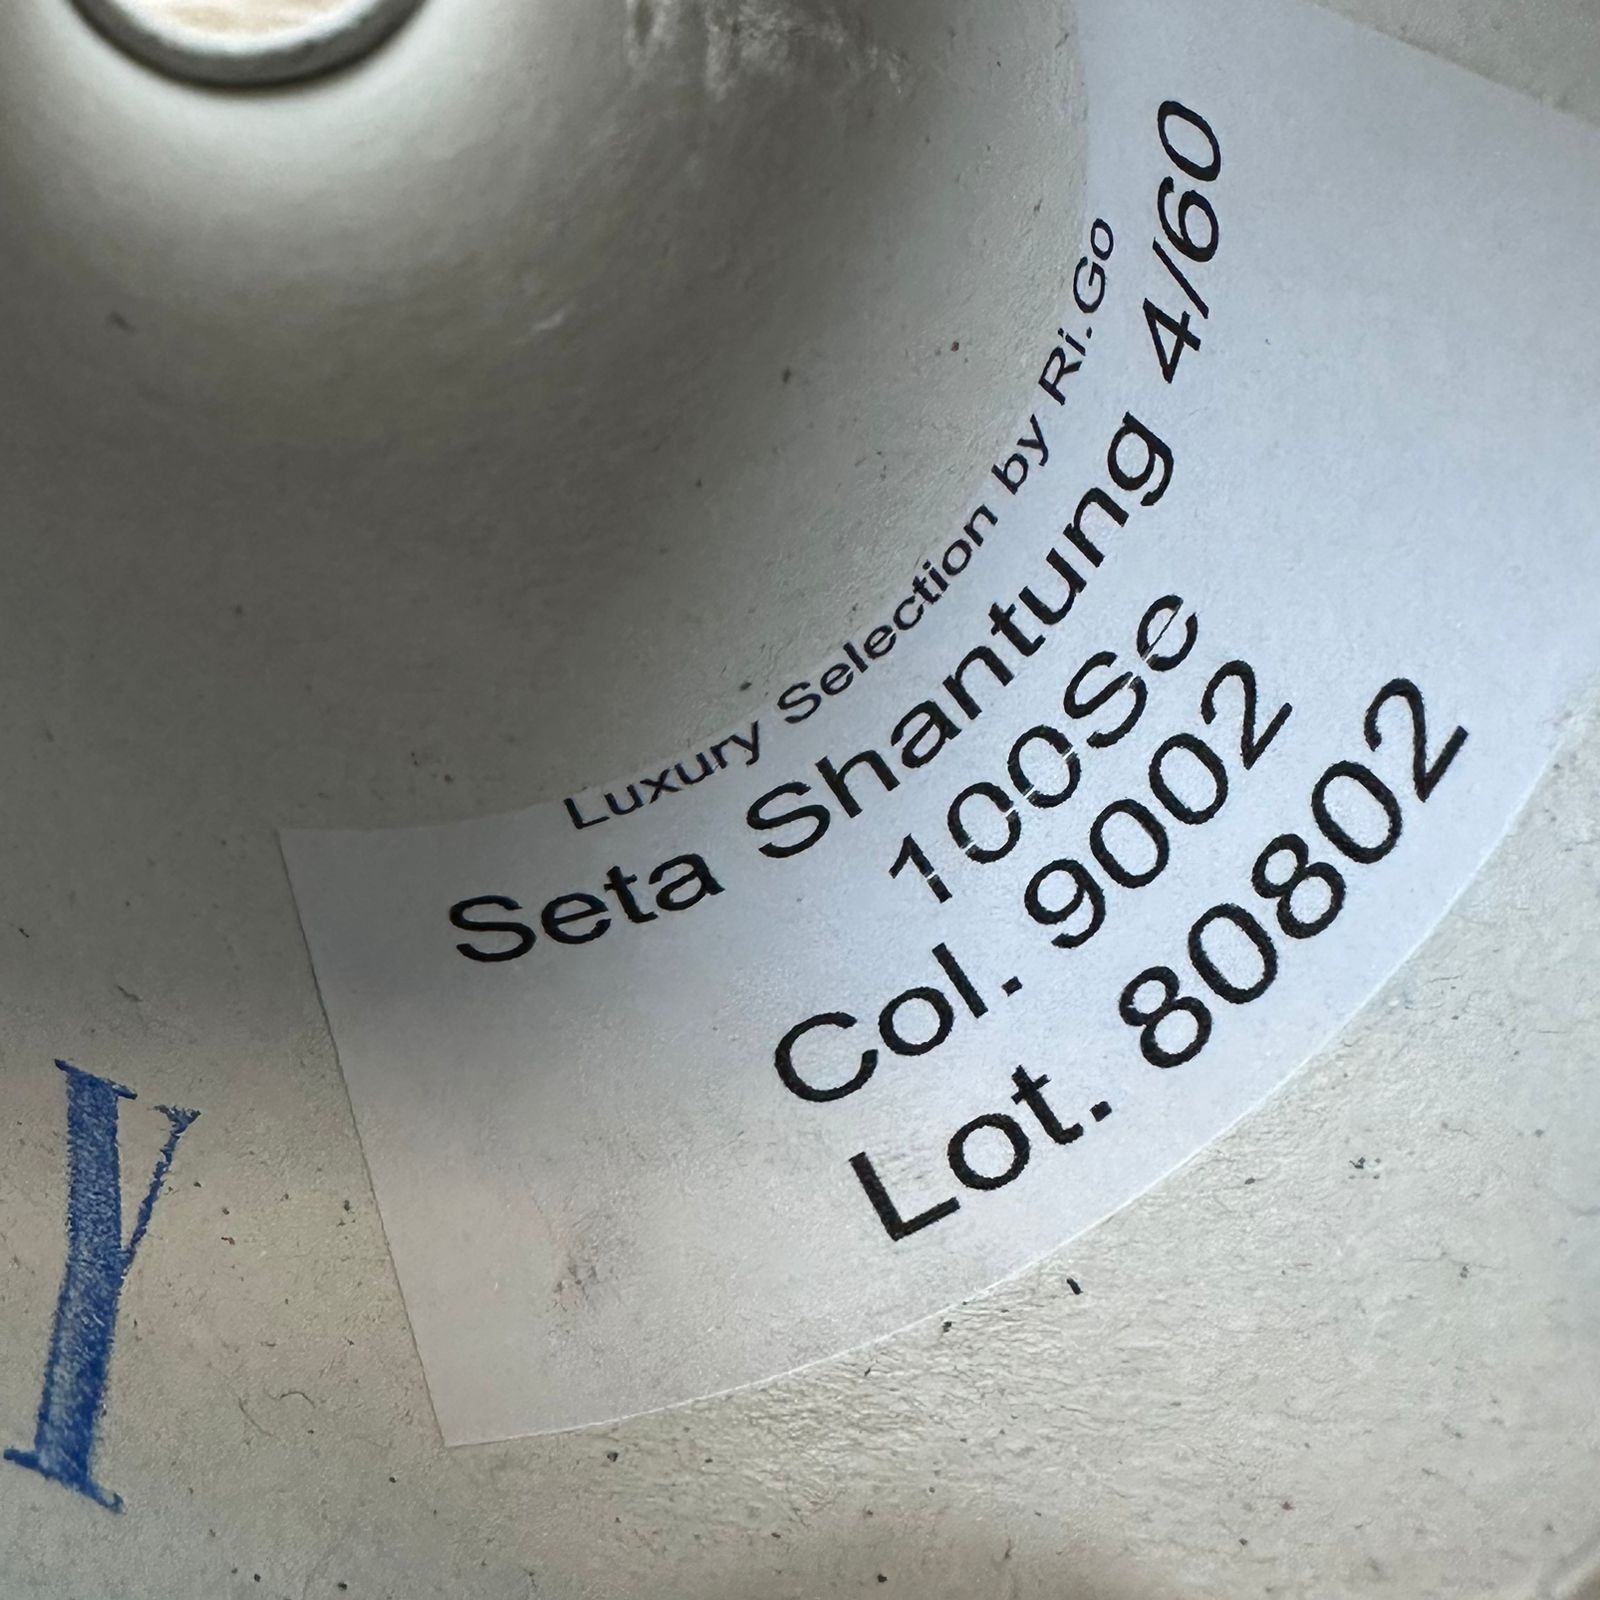 Luxury Selection by Ri.Go
Seta Shantung 4/60
100Se
Col. 9002
Lot. 80802
Y